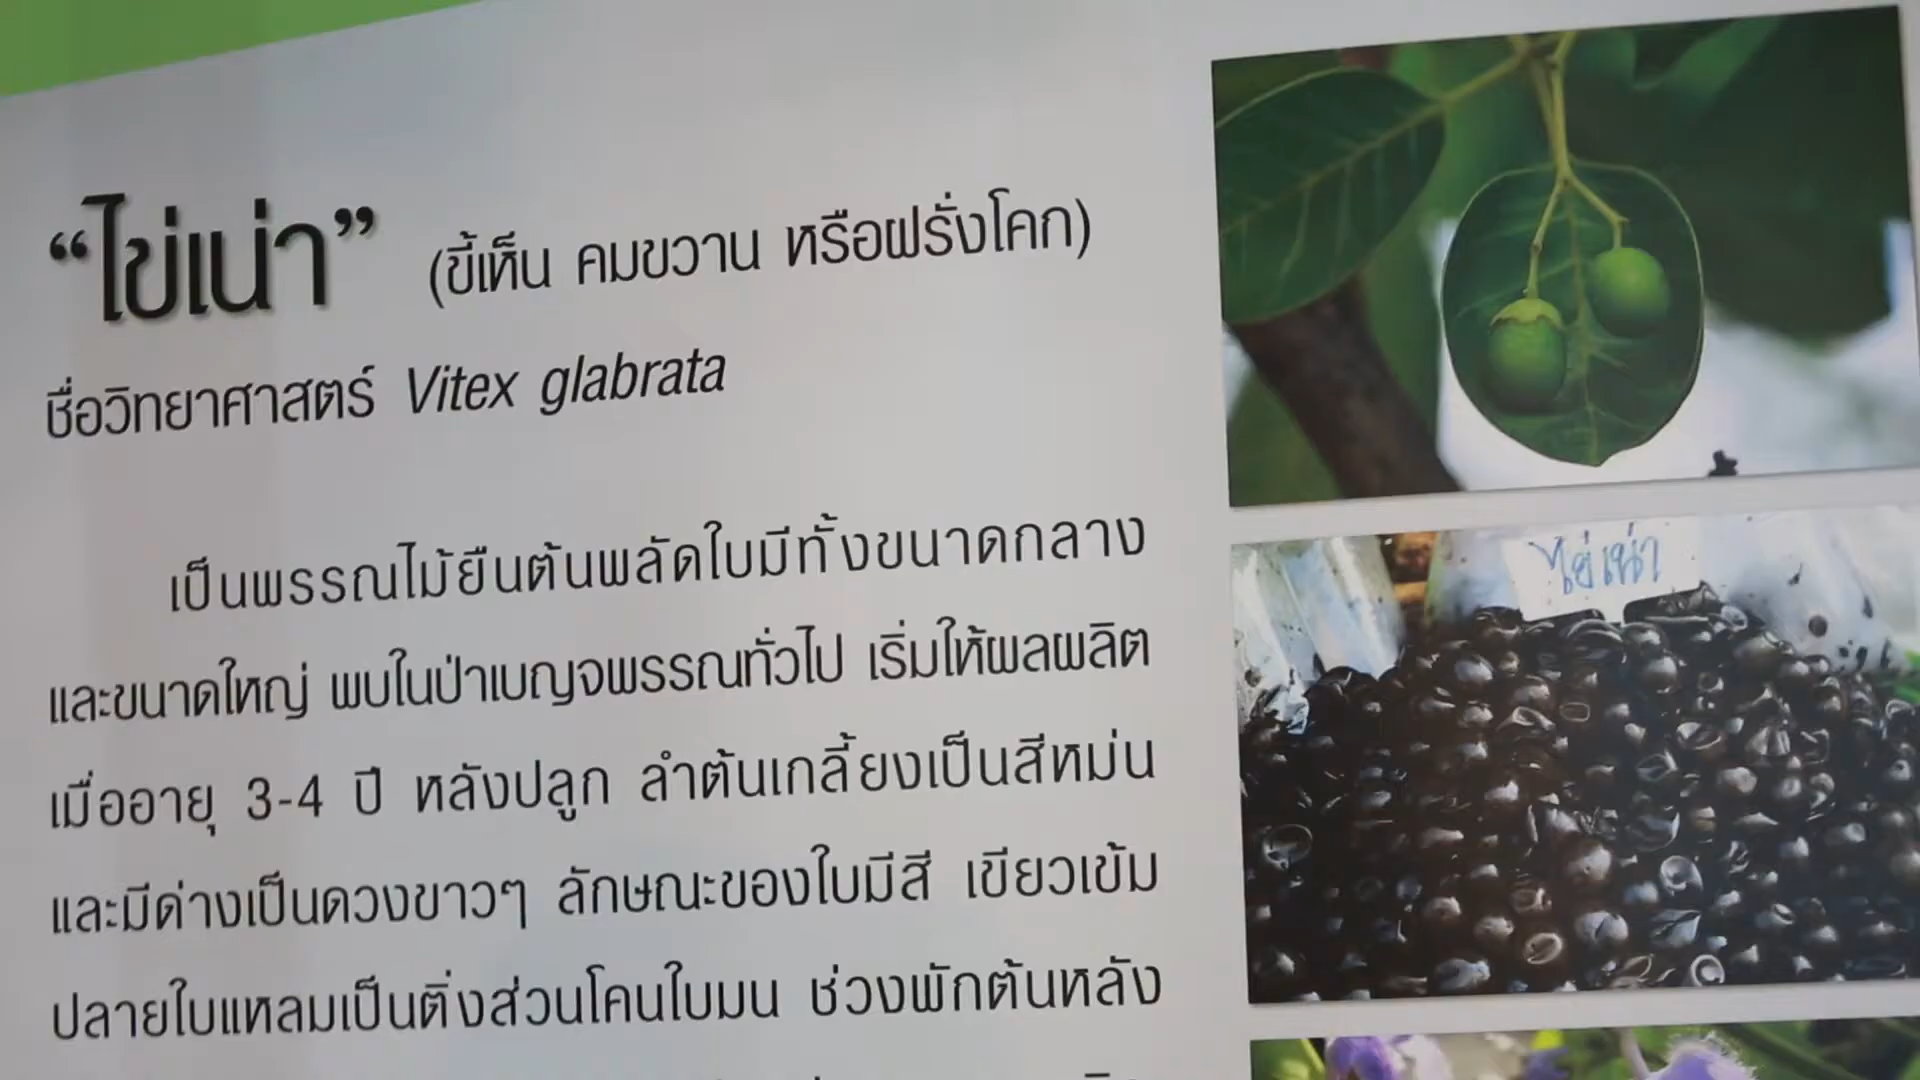 “ไข่เน่า” (ขี้เห็น คมขวาน หรือฝรั่งโคก)
ชื่อวิทยาศาสตร์ Vitex glabrata
เป็นพรรณไม้ยืนต้นพลัดใบมีทั้งขนาดกลาง
และขนาดใหญ่ พบในป่าเบญจพรรณทั่วไป เริ่มให้ผลผลิต
เมื่ออายุ 3-4 ปี หลังปลูก ลำต้นเกลี้ยงเป็นสีหม่น
และมีด่างเป็นดวงขาวๆ ลักษณะของใบมีสี เขียวเข้ม
ปลายใบแหลมเป็นติ่งส่วนโคนใบมน ช่วงพักต้นหลัง
ไข่เน่า